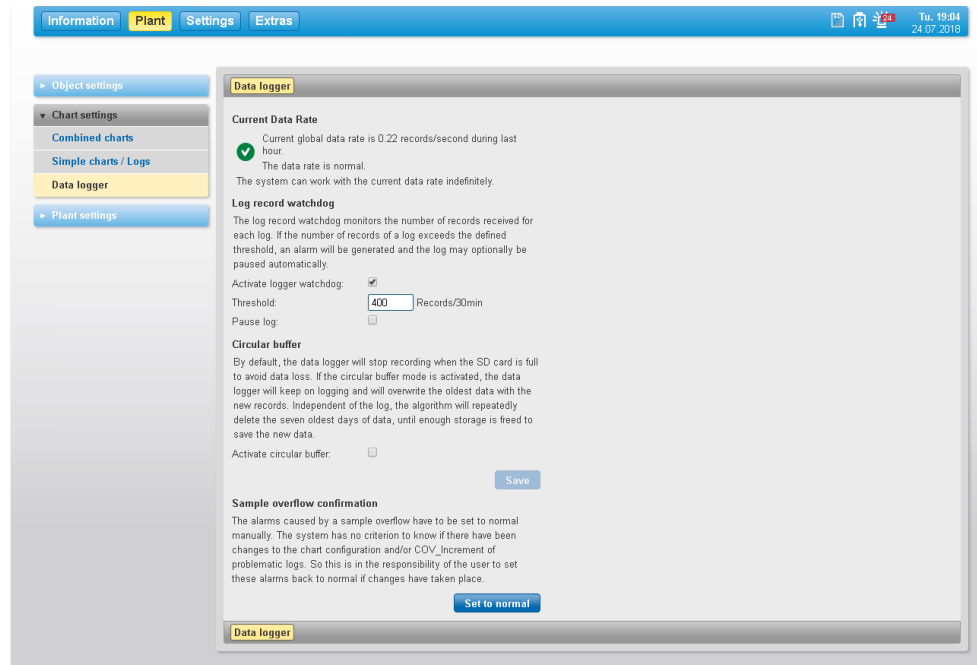 Information Plant Settings Extras 24 Tu. 19:04
24.07.2018
Object settings
Chart settings
Combined charts
Simple charts / Logs
Data logger
Plant settings
Data logger
Current Data Rate
Current global data rate is 0.22 records/second during last
hour.
The data rate is normal.
The system can work with the current data rate indefinitely.
Log record watchdog
The log record watchdog monitors the number of records received for
each log. If the number of records of a log exceeds the defined
threshold, an alarm will be generated and the log may optionally be
paused automatically.
Activate logger watchdog:
Threshold: 400 Records/30min
Pause log:
Circular buffer
By default, the data logger will stop recording when the SD card is full
to avoid data loss. If the circular buffer mode is activated, the data
logger will keep on logging and will overwrite the oldest data with the
new records. Independent of the log, the algorithm will repeatedly
delete the seven oldest days of data, until enough storage is freed to
save the new data.
Activate circular buffer:
Save
Sample overflow confirmation
The alarms caused by a sample overflow have to be set to normal
manually. The system has no criterion to know if there have been
changes to the chart configuration and/or COV_Increment of
problematic logs. So this is in the responsibility of the user to set
these alarms back to normal if changes have taken place.
Set to normal
Data logger